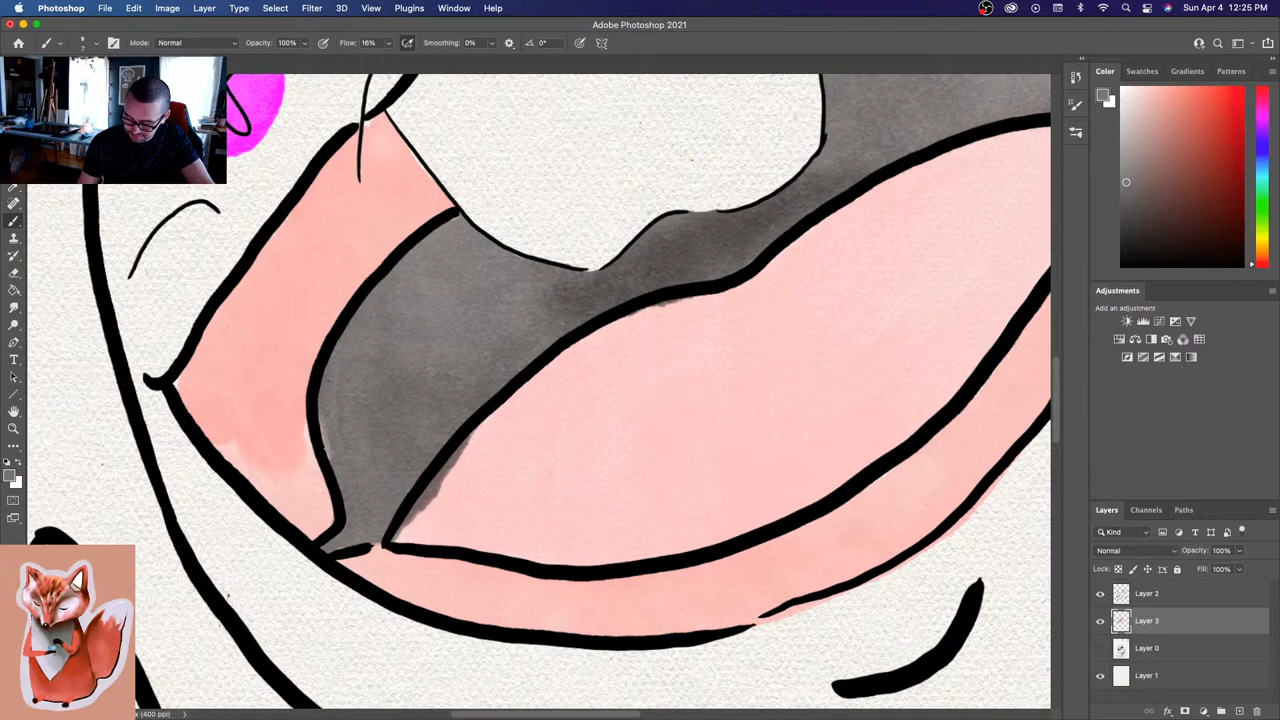 Photoshop File Edit Image Layer Type Select Filter 3D View Plugins Window Help Sun Apr 4 12:25 PM
Adobe Photoshop 2021
7 Mode: Normal Opacity: 100% Flow: 16% Smoothing: 0% 0°
Color Swatches Gradients Patterns
Adjustments
Add an adjustment
Layers Channels Paths
Kind
Normal Opacity: 100%
Lock: Fill: 100%
Layer 2
Layer 3
Layer 0
Layer 1
x (400 ppi)